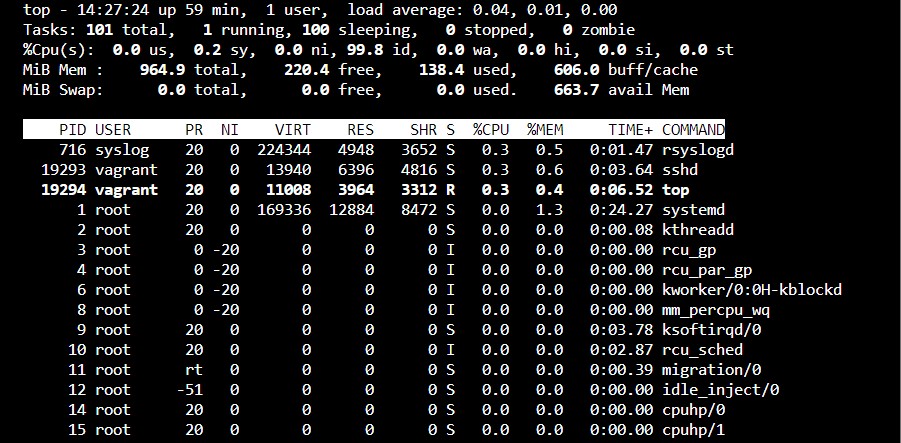 top - 14:27:24 up 59 min,  1 user,  load average: 0.04, 0.01, 0.00
Tasks: 101 total,   1 running, 100 sleeping,   0 stopped,   0 zombie
%Cpu(s):  0.0 us,  0.2 sy,  0.0 ni, 99.8 id,  0.0 wa,  0.0 hi,  0.0 si,  0.0 st
MiB Mem :    964.9 total,    220.4 free,    138.4 used,    606.0 buff/cache
MiB Swap:      0.0 total,      0.0 free,      0.0 used.    663.7 avail Mem
PID USER      PR  NI    VIRT    RES    SHR S  %CPU  %MEM     TIME+ COMMAND
716 syslog    20   0  224344   4948   3652 S   0.3   0.5   0:01.47 rsyslogd
19293 vagrant   20   0   13940   6396   4816 S   0.3   0.6   0:03.64 sshd
19294 vagrant   20   0   11008   3964   3312 R   0.3   0.4   0:06.52 top
1 root      20   0  169336  12884   8472 S   0.0   1.3   0:24.27 systemd
2 root      20   0       0      0      0 S   0.0   0.0   0:00.08 kthreadd
3 root       0 -20       0      0      0 I   0.0   0.0   0:00.00 rcu_gp
4 root       0 -20       0      0      0 I   0.0   0.0   0:00.00 rcu_par_gp
6 root       0 -20       0      0      0 I   0.0   0.0   0:00.00 kworker/0:0H-kblockd
8 root       0 -20       0      0      0 I   0.0   0.0   0:00.00 mm_percpu_wq
9 root      20   0       0      0      0 S   0.0   0.0   0:03.78 ksoftirqd/0
10 root      20   0       0      0      0 I   0.0   0.0   0:02.87 rcu_sched
11 root      rt   0       0      0      0 S   0.0   0.0   0:00.39 migration/0
12 root     -51   0       0      0      0 S   0.0   0.0   0:00.00 idle_inject/0
14 root      20   0       0      0      0 S   0.0   0.0   0:00.00 cpuhp/0
15 root      20   0       0      0      0 S   0.0   0.0   0:00.00 cpuhp/1